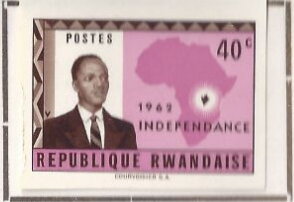 POSTES
40c
1962
INDEPENDANCE
REPUBLIQUE RWANDAISE
COURVOISIER S.A.